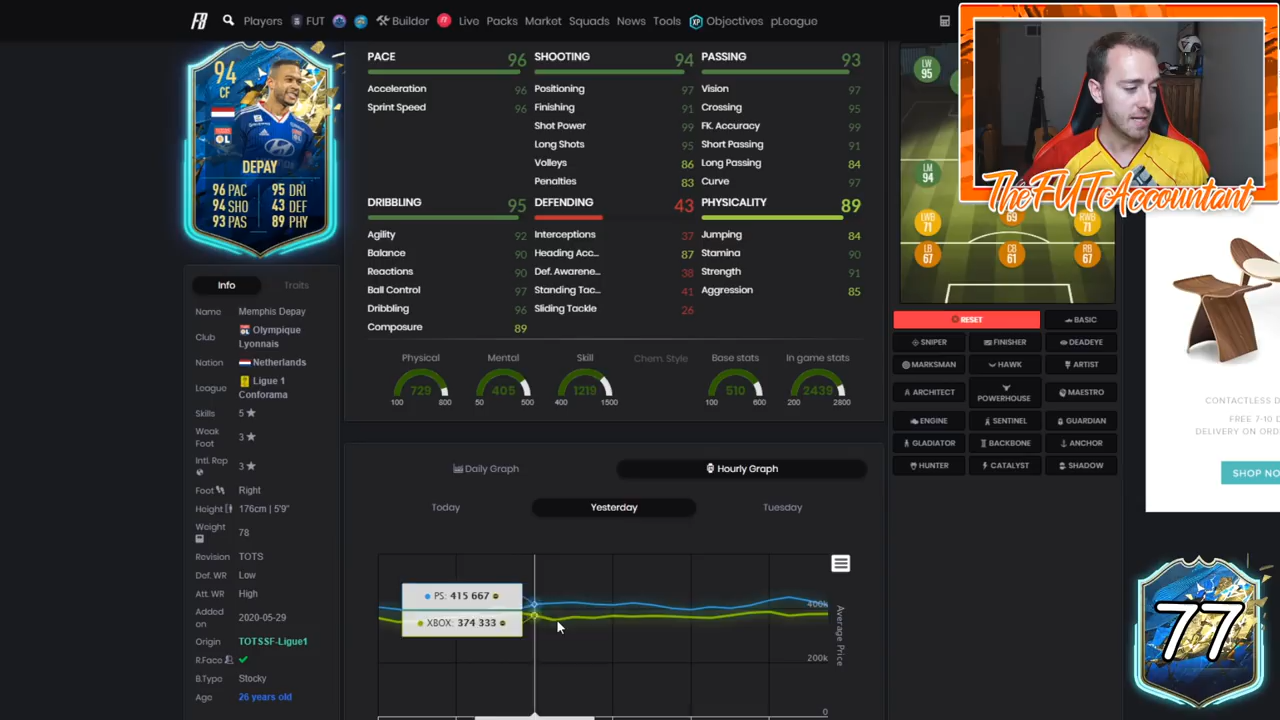 FB Players FUT Builder Live Packs Market Squads News Tools XP Objectives pLeague
94
CF
DEPAY
96 PAC 95 DRI
94 SHO 43 DEF
93 PAS 89 PHY
PACE 96
Acceleration 96
Sprint Speed 96
SHOOTING 94
Positioning 97
Finishing 91
Shot Power 99
Long Shots 95
Volleys 86
Penalties 83
PASSING 93
Vision 97
Crossing 95
FK. Accuracy 99
Short Passing 91
Long Passing 84
Curve 97
DRIBBLING 95
Agility 92
Balance 90
Reactions 90
Ball Control 97
Dribbling 96
Composure 89
DEFENDING 43
Interceptions 37
Heading Acc... 87
Def. Awarene... 38
Standing Tac... 41
Sliding Tackle 26
PHYSICALITY 89
Jumping 84
Stamina 90
Strength 91
Aggression 85
Physical Mental Skill Chem. Style Base stats In game stats
729 405 1219 510 2439
100 800 50 500 400 1500 100 600 200 2800
Info Traits
Name Memphis Depay
Club Olympique Lyonnais
Nation Netherlands
League Ligue 1 Conforama
Skills 5
Weak Foot 3
Intl. Rep 3
Foot Right
Height 176cm | 5'9"
Weight 78
Revision TOTS
Def. WR Low
Att. WR High
Added on 2020-05-29
Origin TOTSSF-Ligue1
R.Face
B.Type Stocky
Age 26 years old
Daily Graph Hourly Graph
Today Yesterday Tuesday
PS: 415 667
XBOX: 374 333
400k
200k
0
Average Price
LW
95
LM
94
LWB
71
69
RWB
71
LB
67
CB
61
RB
67
RESET BASIC
SNIPER FINISHER DEADEYE
MARKSMAN HAWK ARTIST
ARCHITECT POWERHOUSE MAESTRO
ENGINE SENTINEL GUARDIAN
GLADIATOR BACKBONE ANCHOR
HUNTER CATALYST SHADOW
TheFUTAccountant
CONTACTLESS D
FREE 7-10 D
DELIVERY ON ORD
SHOP NO
77